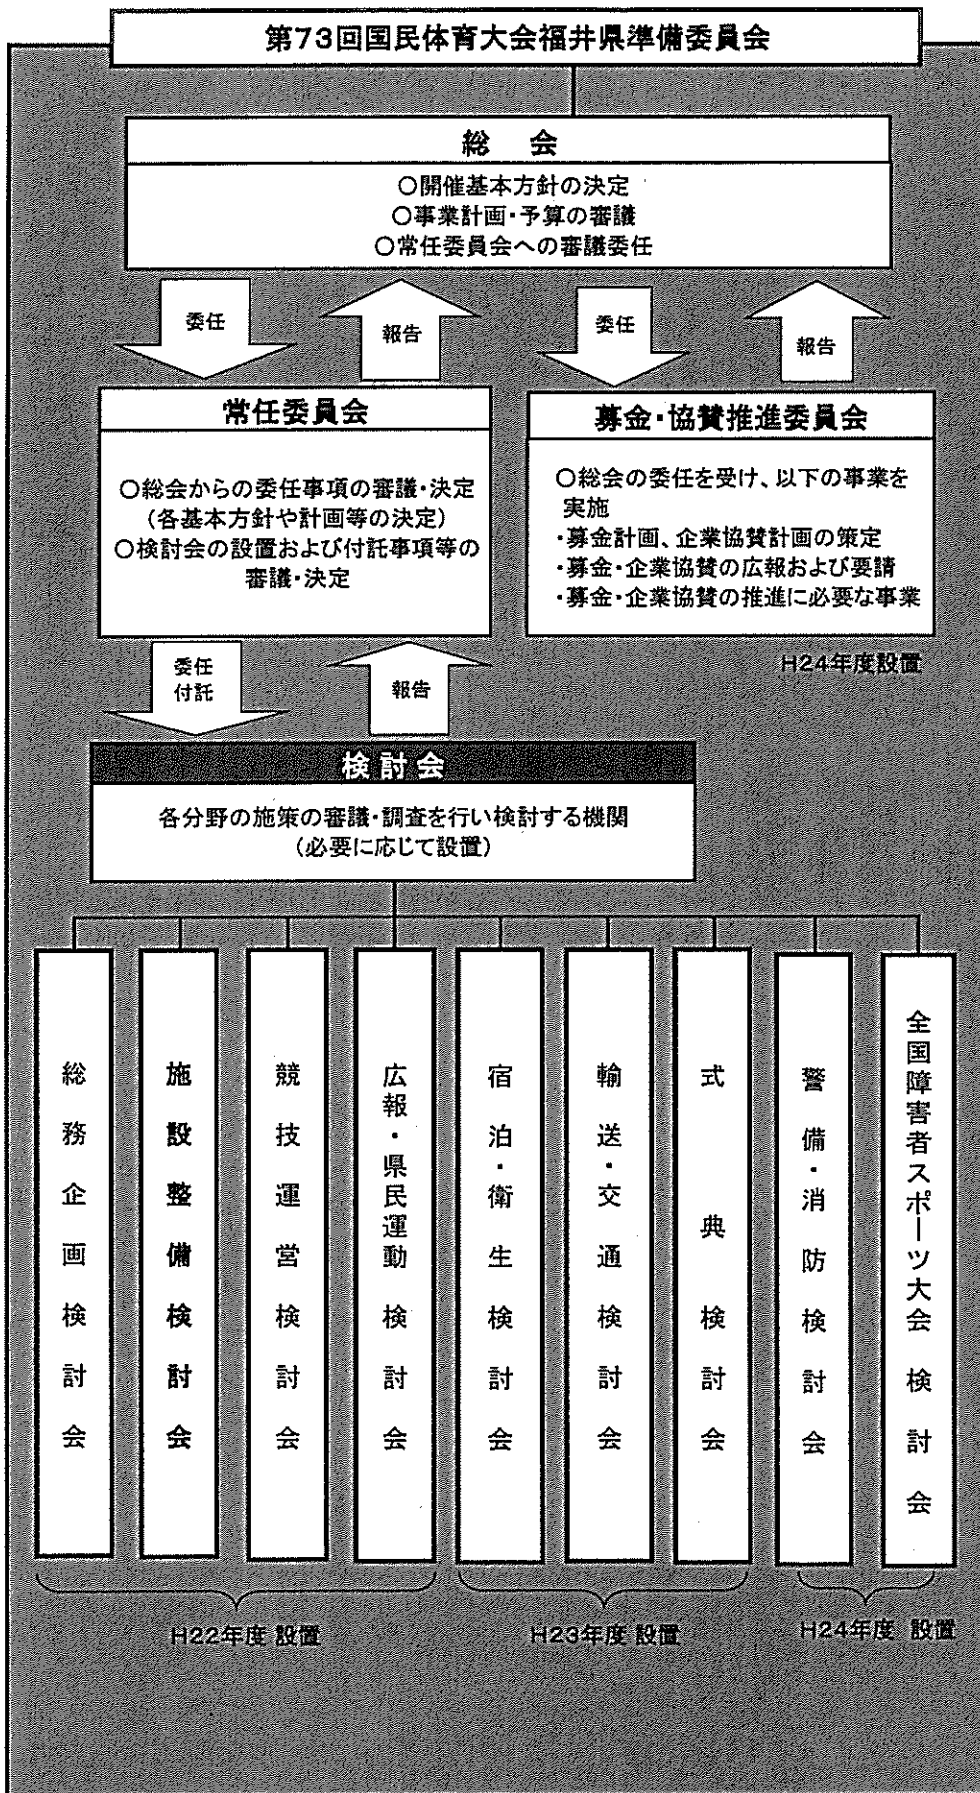 第73回国民体育大会福井県準備委員会
総 会
○開催基本方針の決定
○事業計画・予算の審議
○常任委員会への審議委任
委任
報告
委任
報告
常任委員会
○総会からの委任事項の審議・決定
(各基本方針や計画等の決定)
○検討会の設置および付託事項等の
審議・決定
募金・協賛推進委員会
○総会の委任を受け、以下の事業を
実施
・募金計画、企業協賛計画の策定
・募金・企業協賛の広報および要請
・募金・企業協賛の推進に必要な事業
H24年度設置
委任
付託
報告
検討会
各分野の施策の審議・調査を行い検討する機関
(必要に応じて設置)
総務企画検討会
施設整備検討会
競技運営検討会
広報・県民運動検討会
宿泊・衛生検討会
輸送・交通検討会
式典検討会
警備・消防検討会
全国障害者スポーツ大会検討会
H22年度 設置
H23年度 設置
H24年度 設置